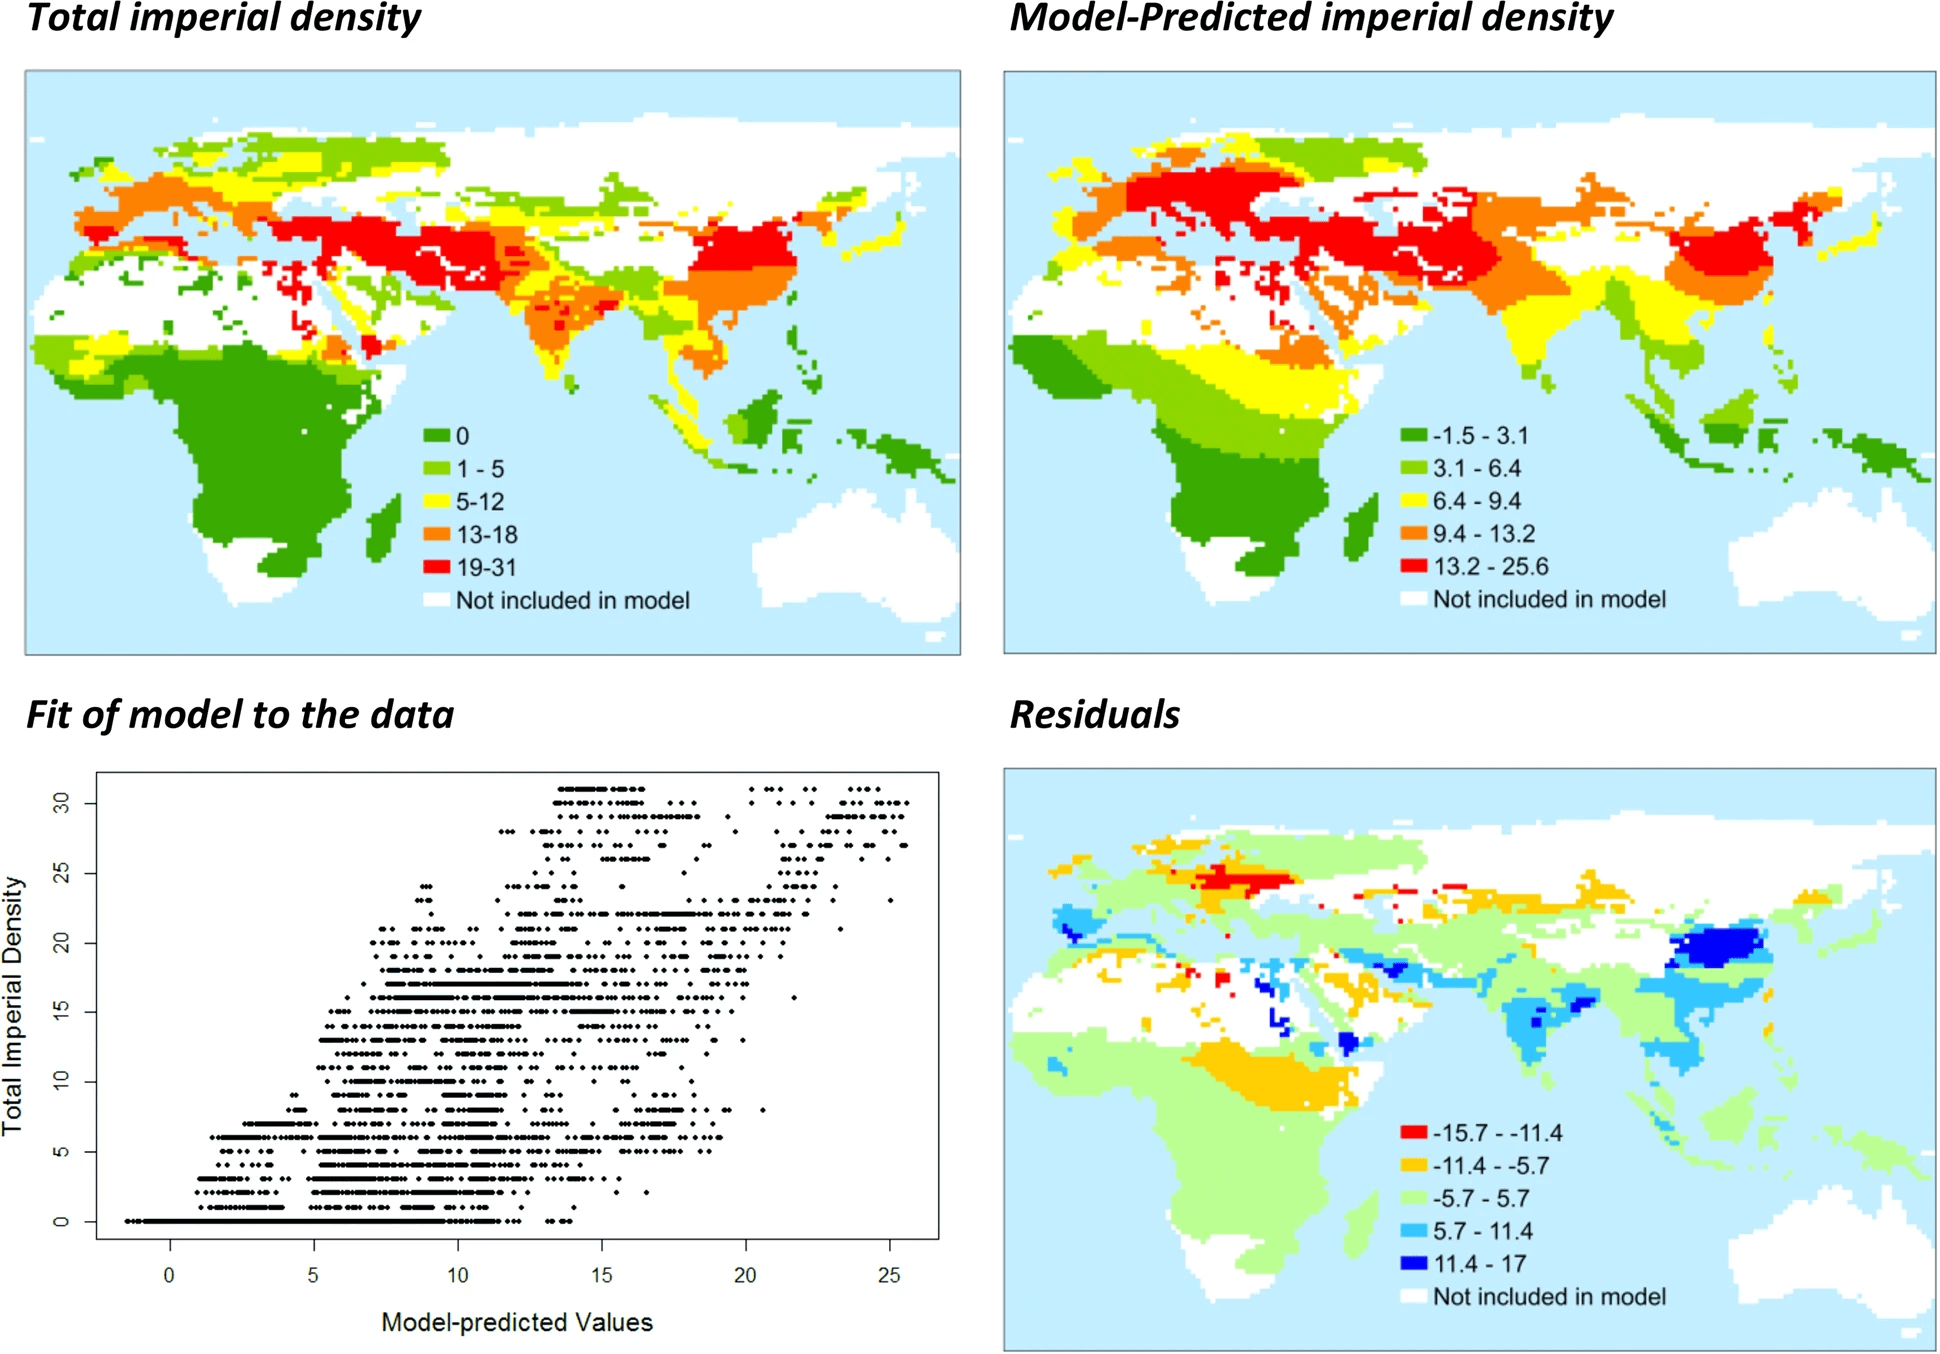 Total imperial density
Model-Predicted imperial density
0
1 - 5
5-12
13-18
19-31
Not included in model
-1.5 - 3.1
3.1 - 6.4
6.4 - 9.4
9.4 - 13.2
13.2 - 25.6
Not included in model
Fit of model to the data
Residuals
Total Imperial Density
30
25
20
15
10
5
0
0 5 10 15 20 25
Model-predicted Values
-15.7 - -11.4
-11.4 - -5.7
-5.7 - 5.7
5.7 - 11.4
11.4 - 17
Not included in model